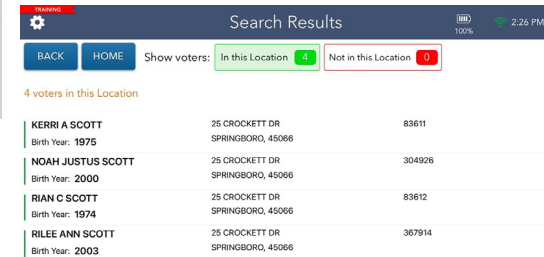 TRAINING
Search Results
100%
2:26 PM
BACK HOME Show voters: In this Location 4 Not in this Location 0
4 voters in this Location
KERRI A SCOTT 25 CROCKETT DR 83611
Birth Year: 1975 SPRINGBORO, 45066
NOAH JUSTUS SCOTT 25 CROCKETT DR 304926
Birth Year: 2000 SPRINGBORO, 45066
RIAN C SCOTT 25 CROCKETT DR 83612
Birth Year: 1974 SPRINGBORO, 45066
RILEE ANN SCOTT 25 CROCKETT DR 367914
Birth Year: 2003 SPRINGBORO, 45066